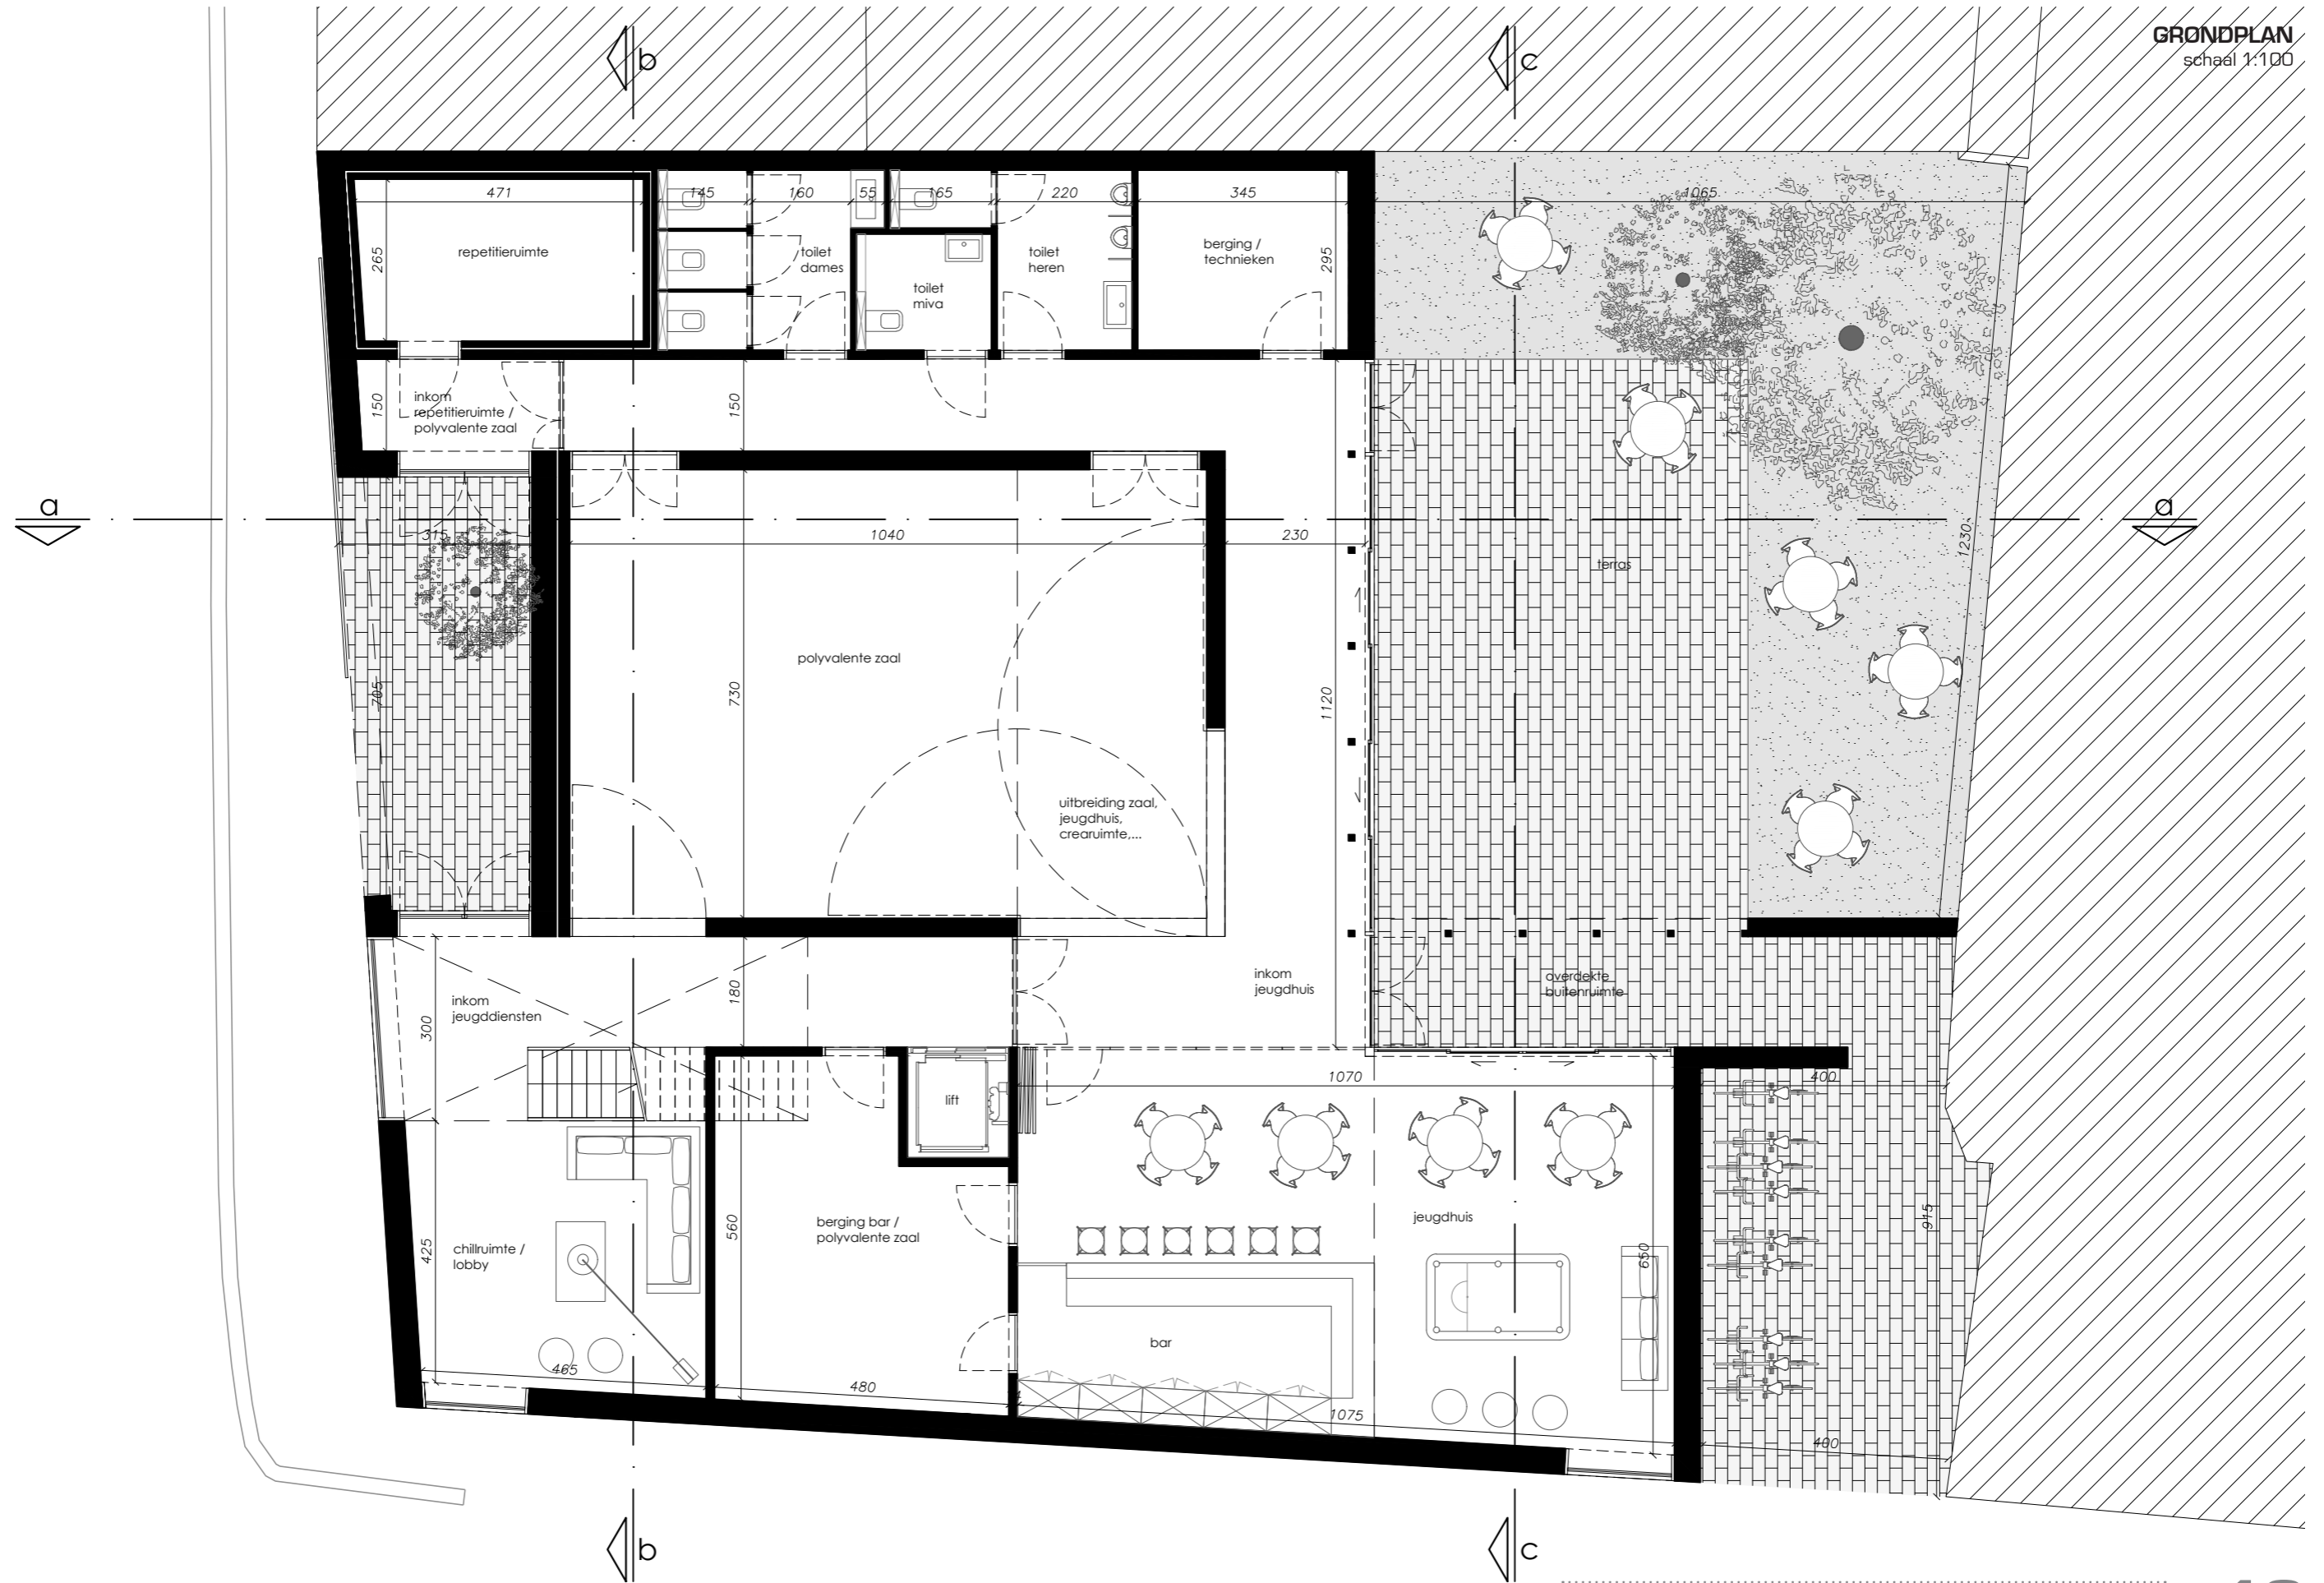 GRONDPLAN
schaal 1:100
b
c
471
145
160
55
165
220
345
1065
265
repetitieruimte
toilet
dames
toilet
miva
toilet
heren
berging /
technieken
295
150
inkom
repetitieruimte /
polyvalente zaal
150
a
a
315
1040
230
1230
terras
705
polyvalente zaal
730
1120
uitbreiding zaal,
jeugdhuis,
crearuimte,...
inkom
jeugddiensten
300
180
inkom
jeugdhuis
overdekte
buitenruimte
1070
400
lift
560
berging bar /
polyvalente zaal
jeugdhuis
915
425
chillruimte /
lobby
650
bar
465
480
1075
400
b
c